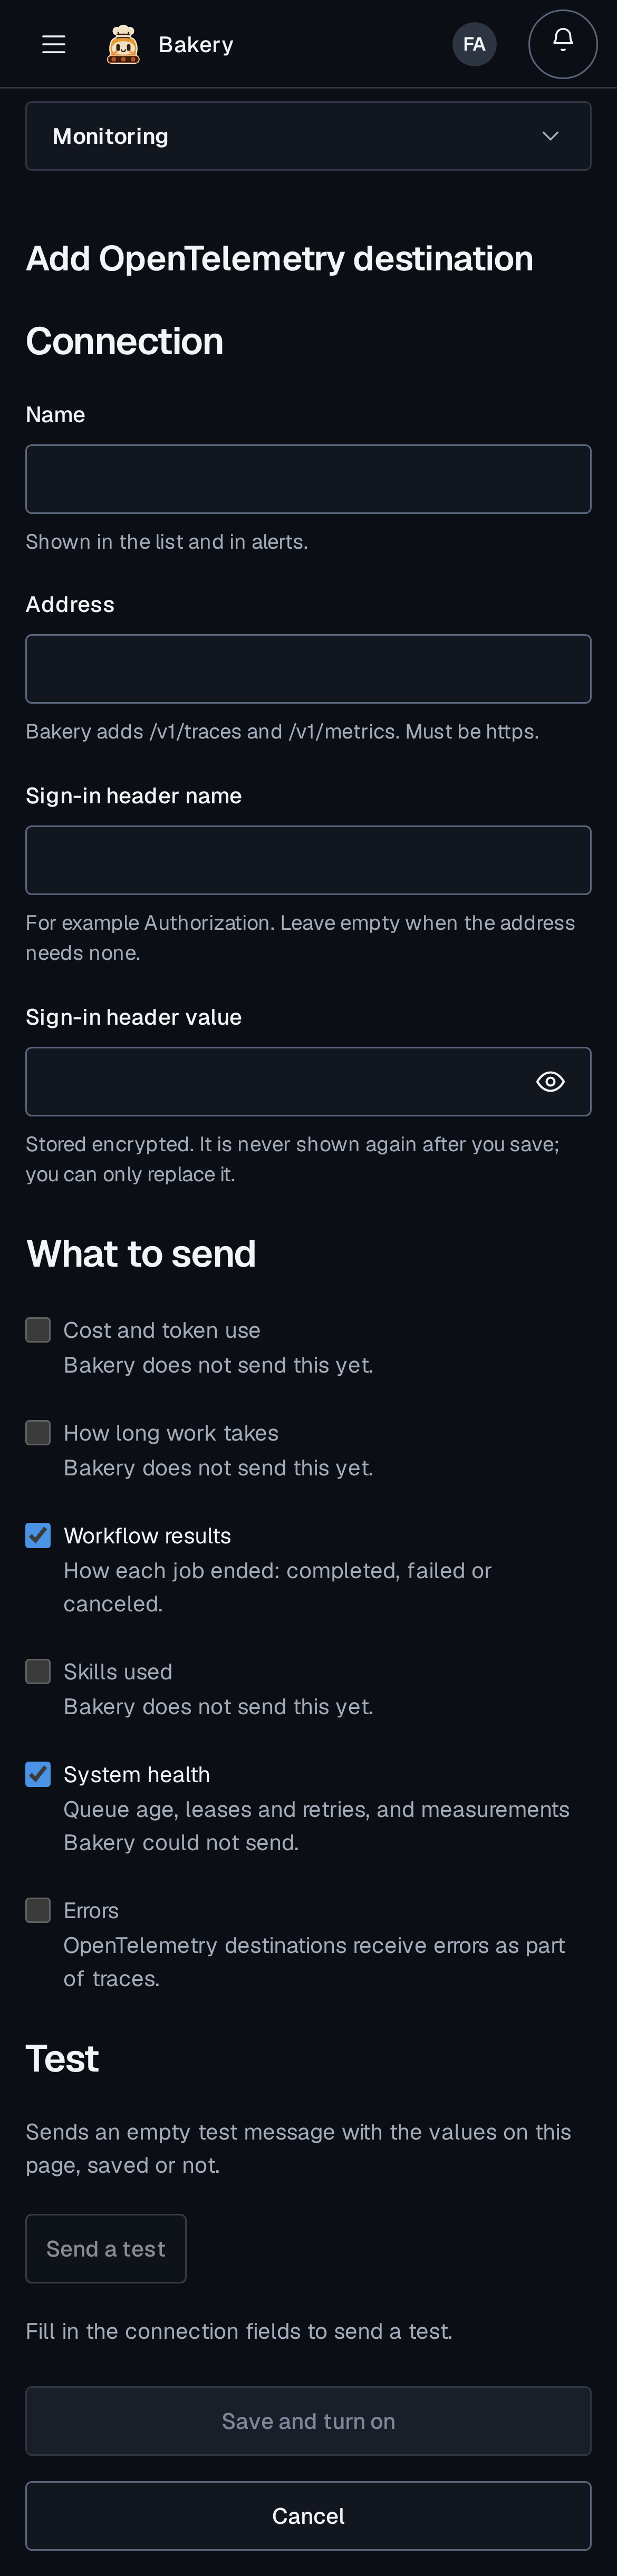 Bakery
FA
Monitoring
Add OpenTelemetry destination
Connection
Name
Shown in the list and in alerts.
Address
Bakery adds /v1/traces and /v1/metrics. Must be https.
Sign-in header name
For example Authorization. Leave empty when the address
needs none.
Sign-in header value
Stored encrypted. It is never shown again after you save;
you can only replace it.
What to send
Cost and token use
Bakery does not send this yet.
How long work takes
Bakery does not send this yet.
Workflow results
How each job ended: completed, failed or
canceled.
Skills used
Bakery does not send this yet.
System health
Queue age, leases and retries, and measurements
Bakery could not send.
Errors
OpenTelemetry destinations receive errors as part
of traces.
Test
Sends an empty test message with the values on this
page, saved or not.
Send a test
Fill in the connection fields to send a test.
Save and turn on
Cancel